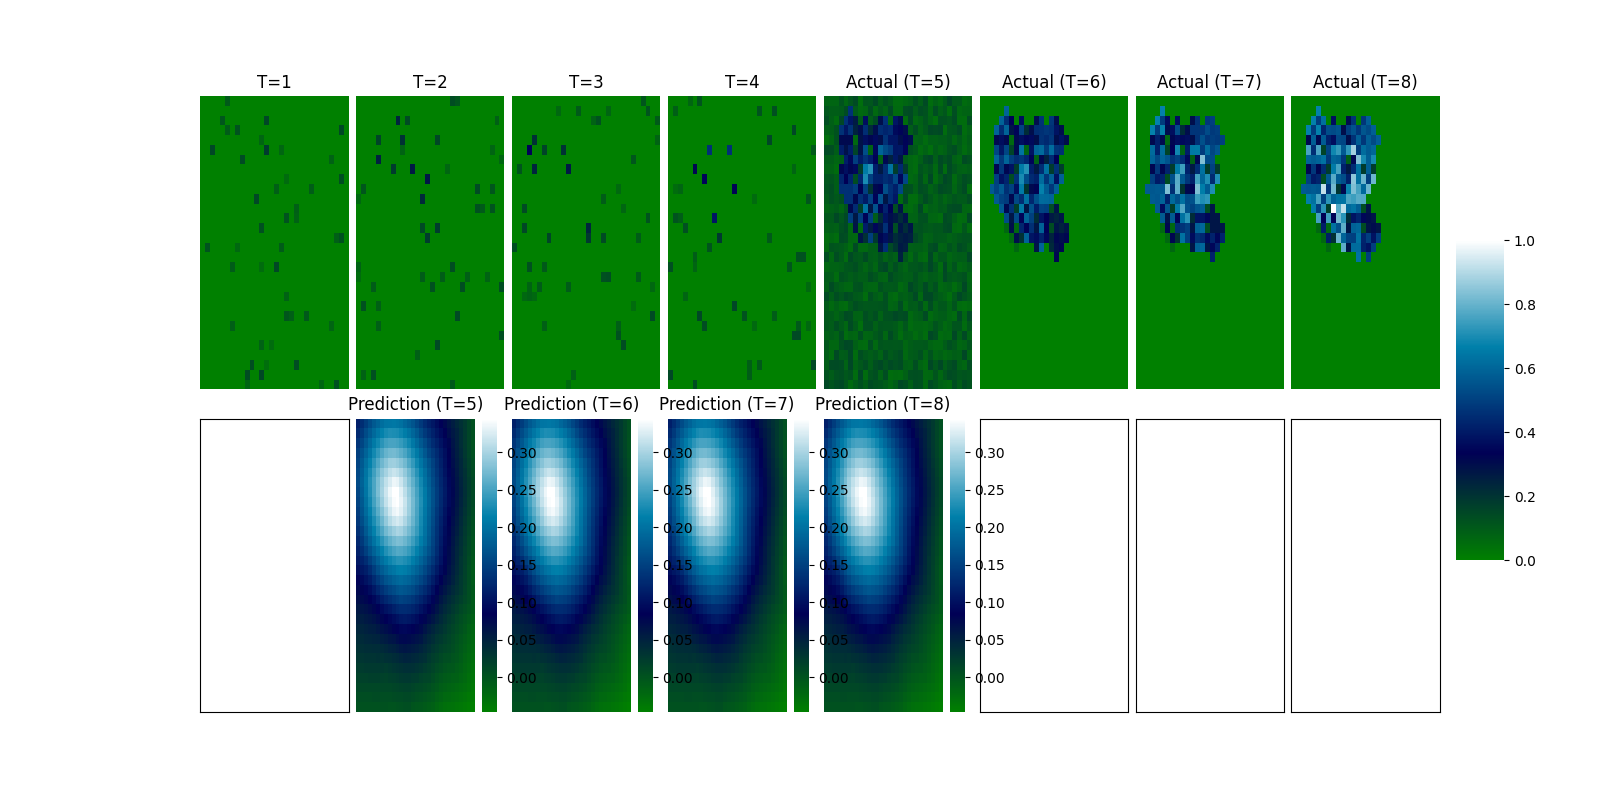 T=1 T=2 T=3 T=4 Actual (T=5) Actual (T=6) Actual (T=7) Actual (T=8)
1.0
0.8
0.6
0.4
0.2
0.0
Prediction (T=5) Prediction (T=6) Prediction (T=7) Prediction (T=8)
0.30 0.30 0.30 0.30
0.25 0.25 0.25 0.25
0.20 0.20 0.20 0.20
0.15 0.15 0.15 0.15
0.10 0.10 0.10 0.10
0.05 0.05 0.05 0.05
0.00 0.00 0.00 0.00